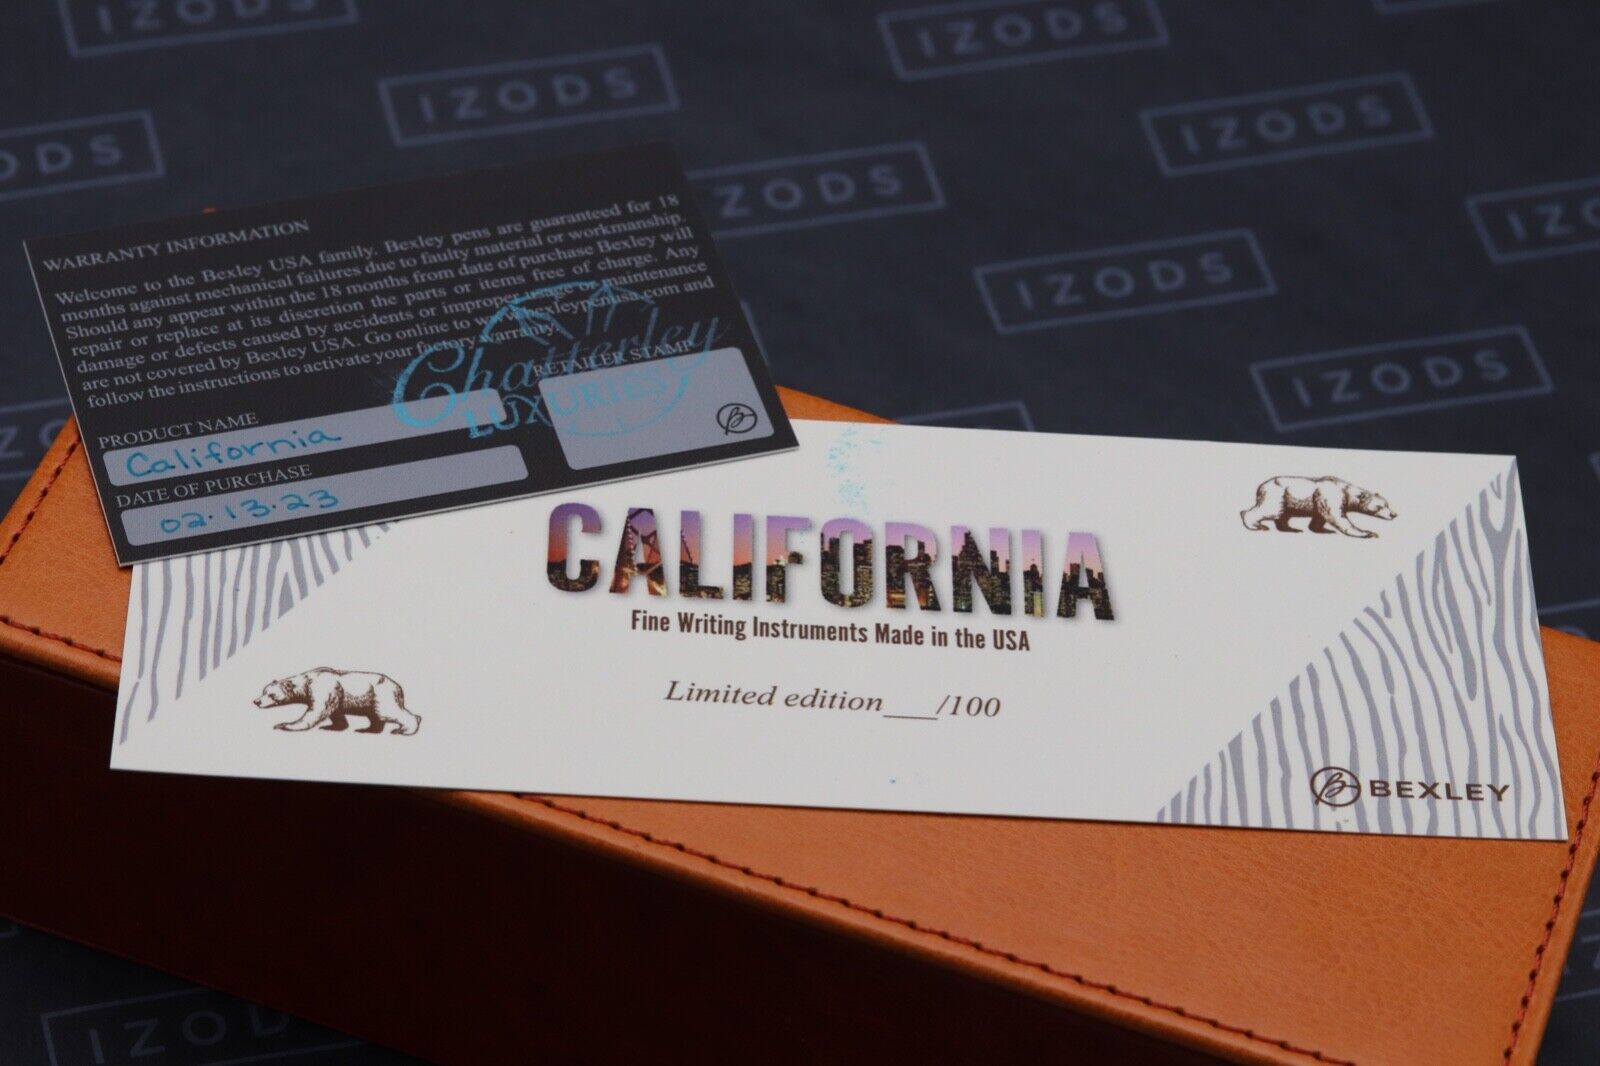 IZODS
IZODS
IZODS
IZODS
IZODS
IZODS
IZODS
IZODS
WARRANTY INFORMATION
Welcome to the Bexley USA family. Bexley pens are guaranteed for 18
months against mechanical failures due to faulty material or workmanship.
Should any appear within the 18 months from date of purchase Bexley will
repair or replace at its discretion the parts or items free of charge. Any
damage or defects caused by accidents or improper usage or maintenance
are not covered by Bexley USA. Go online to www.bexleypenusa.com and
follow the instructions to activate your factory warranty.
Chatterley
LUXURIES
RETAILER STAMP
PRODUCT NAME
California
DATE OF PURCHASE
02.13.23
CALIFORNIA
Fine Writing Instruments Made in the USA
Limited edition___/100
BEXLEY
IZODS